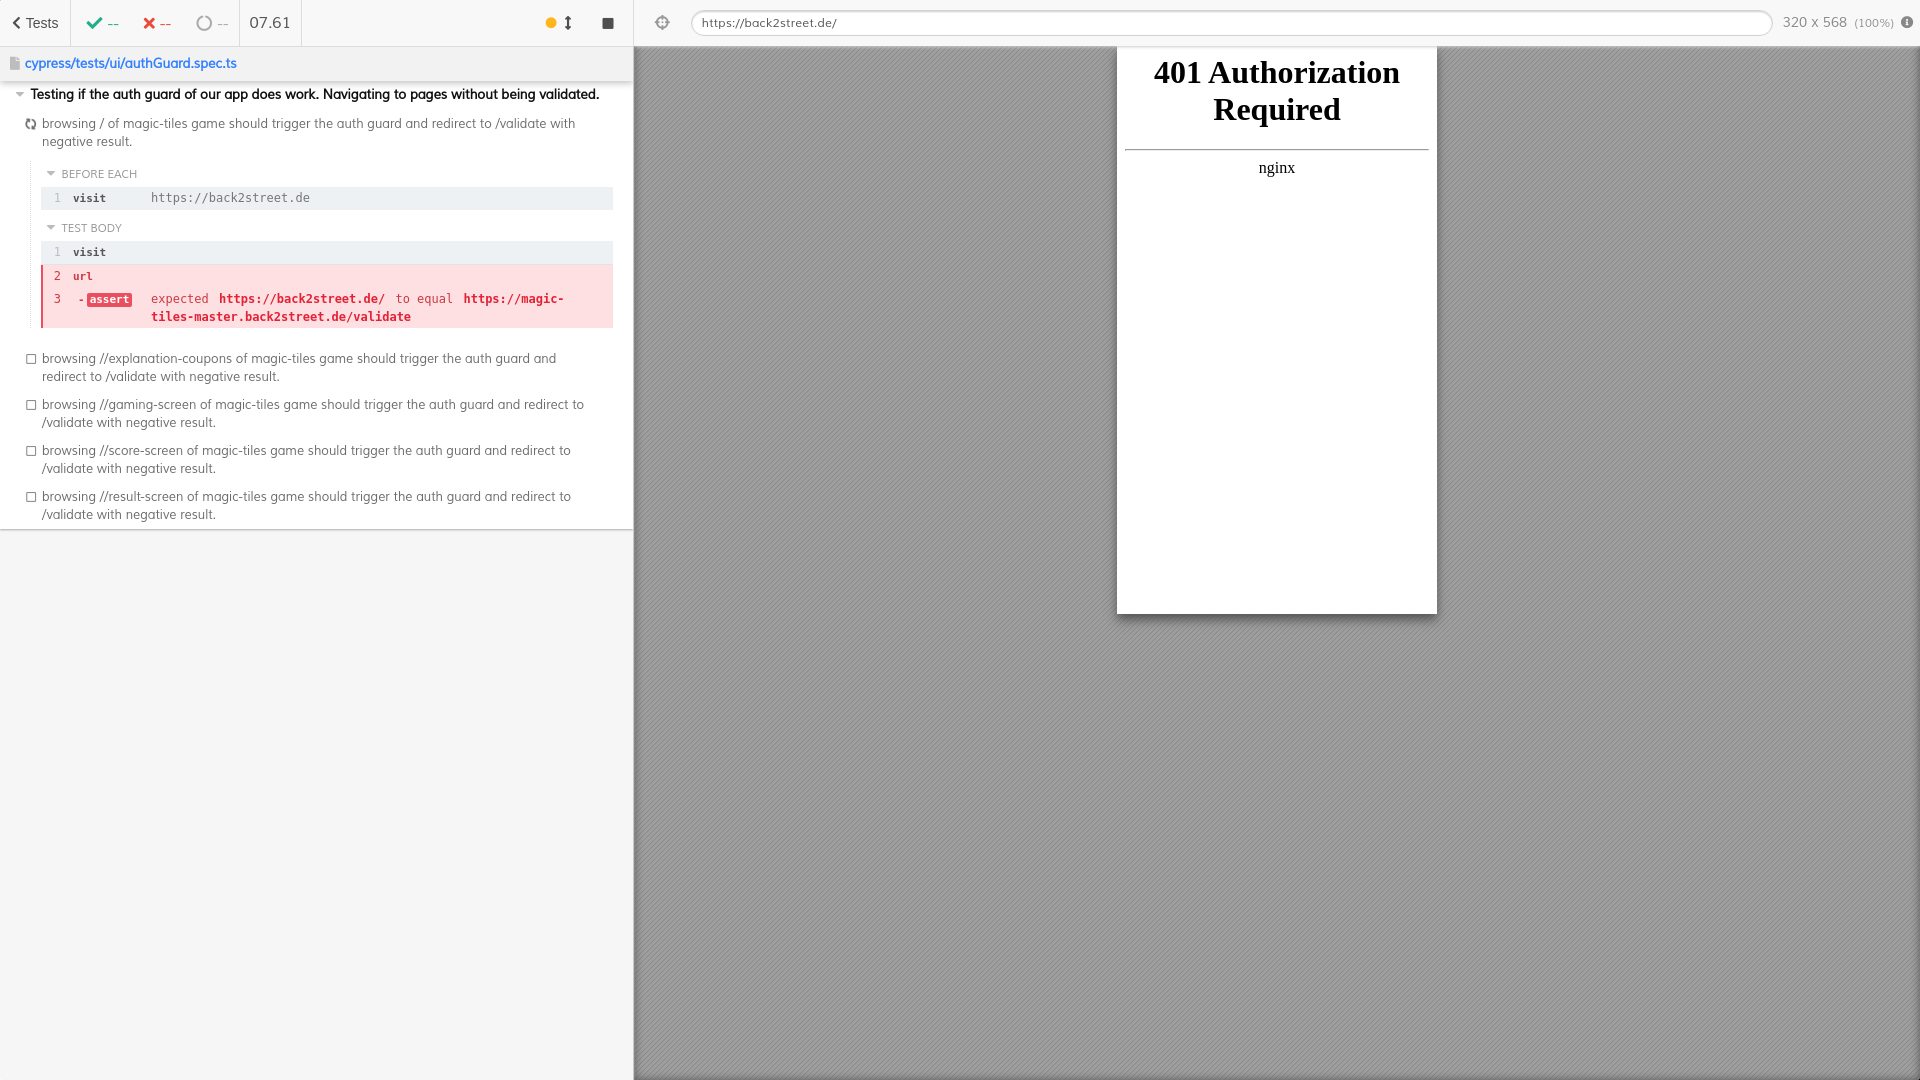 Tests
--
--
--
07.61
https://back2street.de/
320 x 568 (100%)
cypress/tests/ui/authGuard.spec.ts
Testing if the auth guard of our app does work. Navigating to pages without being validated.
browsing / of magic-tiles game should trigger the auth guard and redirect to /validate with
negative result.
BEFORE EACH
1 visit https://back2street.de
TEST BODY
1 visit
2 url
3 -assert expected https://back2street.de/ to equal https://magic-
tiles-master.back2street.de/validate
browsing //explanation-coupons of magic-tiles game should trigger the auth guard and
redirect to /validate with negative result.
browsing //gaming-screen of magic-tiles game should trigger the auth guard and redirect to
/validate with negative result.
browsing //score-screen of magic-tiles game should trigger the auth guard and redirect to
/validate with negative result.
browsing //result-screen of magic-tiles game should trigger the auth guard and redirect to
/validate with negative result.
401 Authorization
Required
nginx